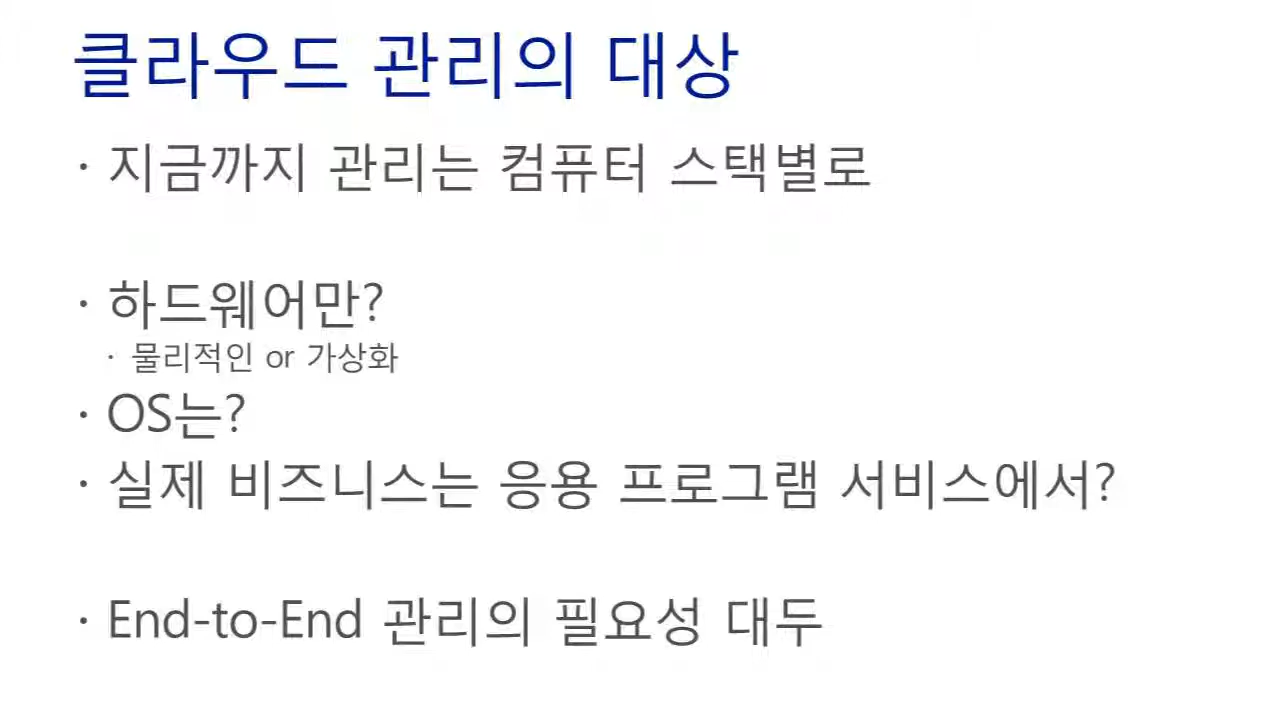 클라우드 관리의 대상
· 지금까지 관리는 컴퓨터 스택별로
· 하드웨어만?
· 물리적인 or 가상화
· OS는?
· 실제 비즈니스는 응용 프로그램 서비스에서?
· End-to-End 관리의 필요성 대두